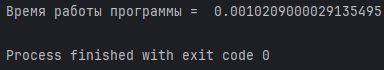 Время работы программы =  0.0010209000029135495
Process finished with exit code 0